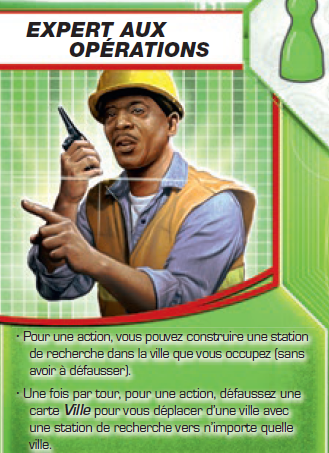 EXPERT AUX
OPÉRATIONS
· Pour une action, vous pouvez construire une station
de recherche dans la ville que vous occupez (sans
avoir à défausser).
· Une fois par tour, pour une action, défaussez une
carte Ville pour vous déplacer d'une ville avec
une station de recherche vers n'importe quelle
ville.